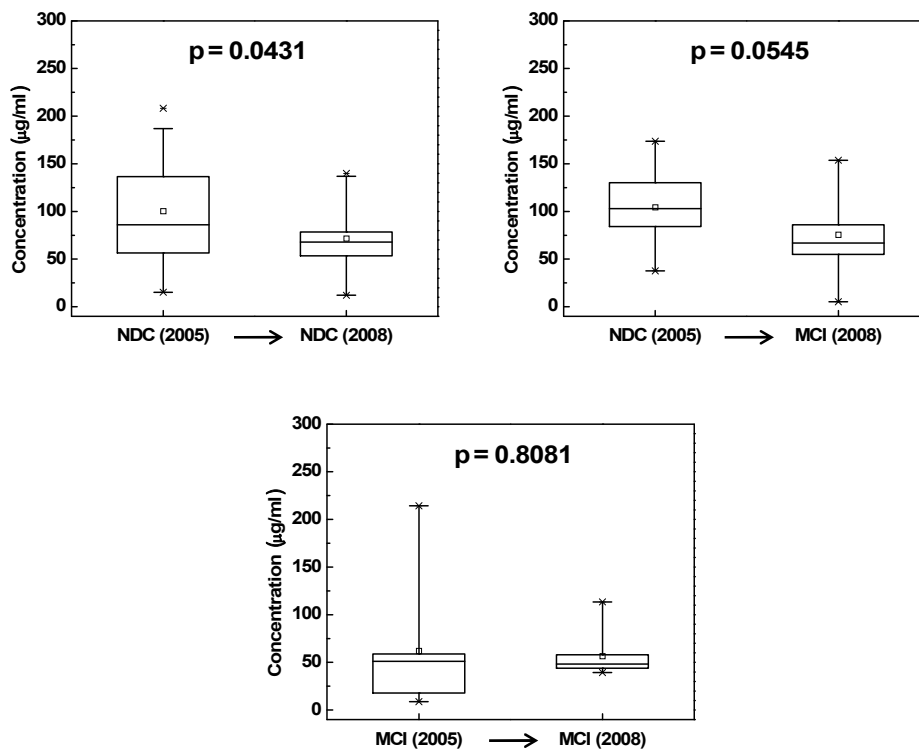 p = 0.0431
Concentration (µg/ml)
300
250
200
150
100
50
0
NDC (2005) → NDC (2008)
p = 0.0545
Concentration (µg/ml)
300
250
200
150
100
50
0
NDC (2005) → MCI (2008)
p = 0.8081
Concentration (µg/ml)
300
250
200
150
100
50
0
MCI (2005) → MCI (2008)